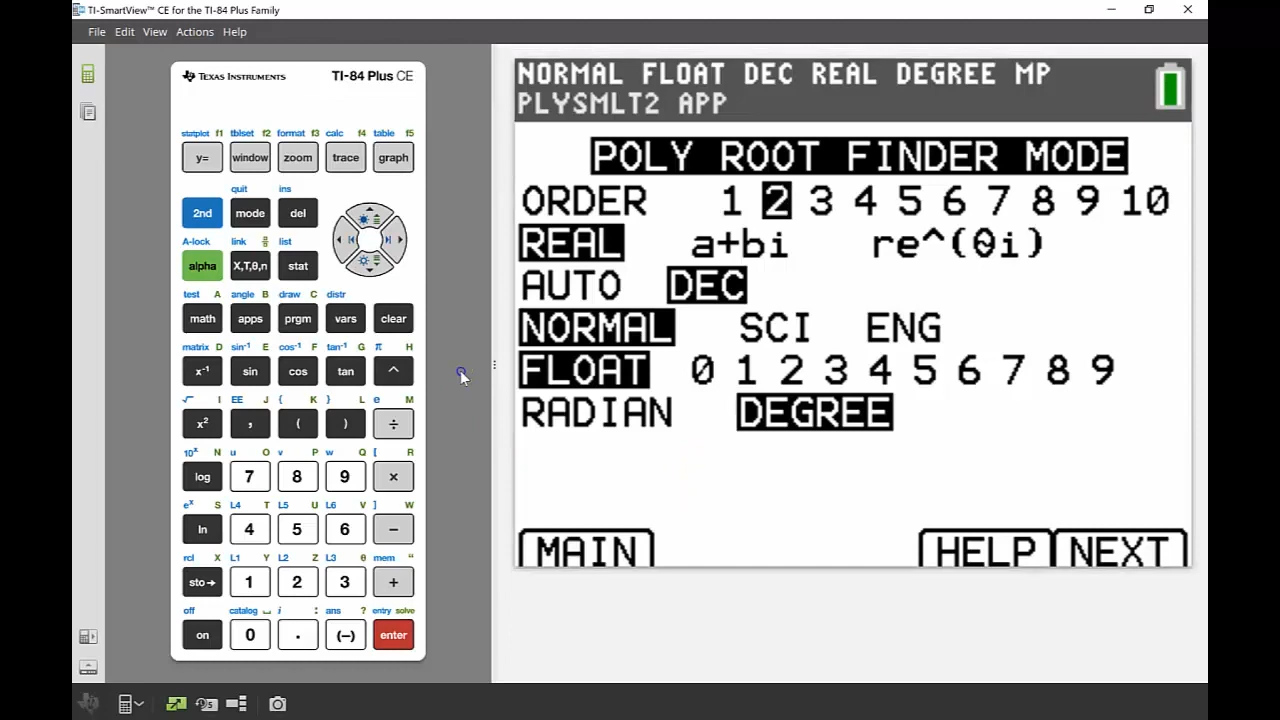 TI-SmartView™ CE for the TI-84 Plus Family
File Edit View Actions Help
TEXAS INSTRUMENTS TI-84 Plus CE
statplot f1 tblset f2 format f3 calc f4 table f5
y= window zoom trace graph
quit ins
2nd mode del
A-lock link list
alpha X,T,θ,n stat
test A angle B draw C distr
math apps prgm vars clear
matrix D sin⁻¹ E cos⁻¹ F tan⁻¹ G π H
x⁻¹ sin cos tan ^
√ I EE J { K } L e M
x² , ( ) ÷
10ˣ N u O v P w Q [ R
log 7 8 9 ×
eˣ S L4 T L5 U L6 V ] W
ln 4 5 6 −
rcl X L1 Y L2 Z L3 θ mem "
sto→ 1 2 3 +
off catalog ⎵ i : ans ? entry solve
on 0 . (−) enter
NORMAL FLOAT DEC REAL DEGREE MP
PLYSMLT2 APP
POLY ROOT FINDER MODE
ORDER 1 2 3 4 5 6 7 8 9 10
REAL a+bi re^(θi)
AUTO DEC
NORMAL SCI ENG
FLOAT 0 1 2 3 4 5 6 7 8 9
RADIAN DEGREE
MAIN HELP NEXT